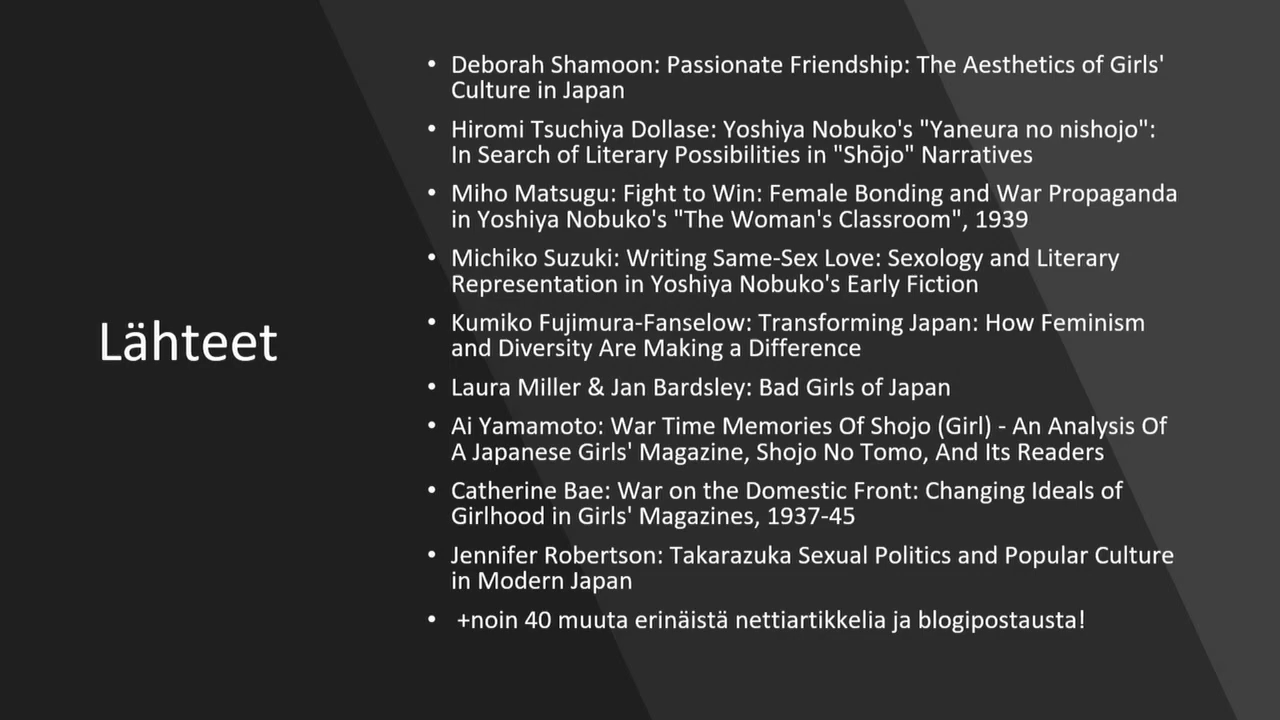 Lähteet
• Deborah Shamoon: Passionate Friendship: The Aesthetics of Girls'
Culture in Japan
• Hiromi Tsuchiya Dollase: Yoshiya Nobuko's "Yaneura no nishojo":
In Search of Literary Possibilities in "Shōjo" Narratives
• Miho Matsugu: Fight to Win: Female Bonding and War Propaganda
in Yoshiya Nobuko's "The Woman's Classroom", 1939
• Michiko Suzuki: Writing Same-Sex Love: Sexology and Literary
Representation in Yoshiya Nobuko's Early Fiction
• Kumiko Fujimura-Fanselow: Transforming Japan: How Feminism
and Diversity Are Making a Difference
• Laura Miller & Jan Bardsley: Bad Girls of Japan
• Ai Yamamoto: War Time Memories Of Shojo (Girl) - An Analysis Of
A Japanese Girls' Magazine, Shojo No Tomo, And Its Readers
• Catherine Bae: War on the Domestic Front: Changing Ideals of
Girlhood in Girls' Magazines, 1937-45
• Jennifer Robertson: Takarazuka Sexual Politics and Popular Culture
in Modern Japan
• +noin 40 muuta erinäistä nettiartikkelia ja blogipostausta!